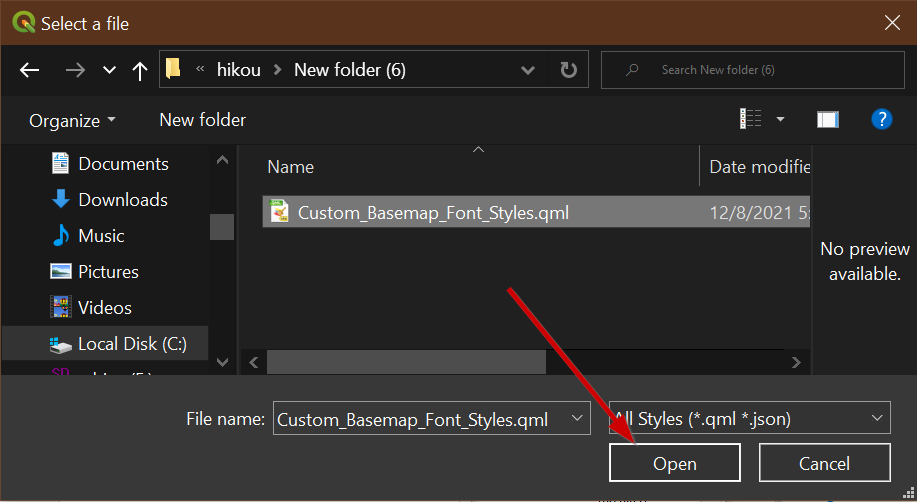 Select a file
« hikou > New folder (6)
Search New folder (6)
Organize
New folder
Documents
Downloads
Music
Pictures
Videos
Local Disk (C:)
Name
Date modifie
Custom_Basemap_Font_Styles.qml
12/8/2021 5:
No preview
available.
File name:
Custom_Basemap_Font_Styles.qml
All Styles (*.qml *.json)
Open
Cancel